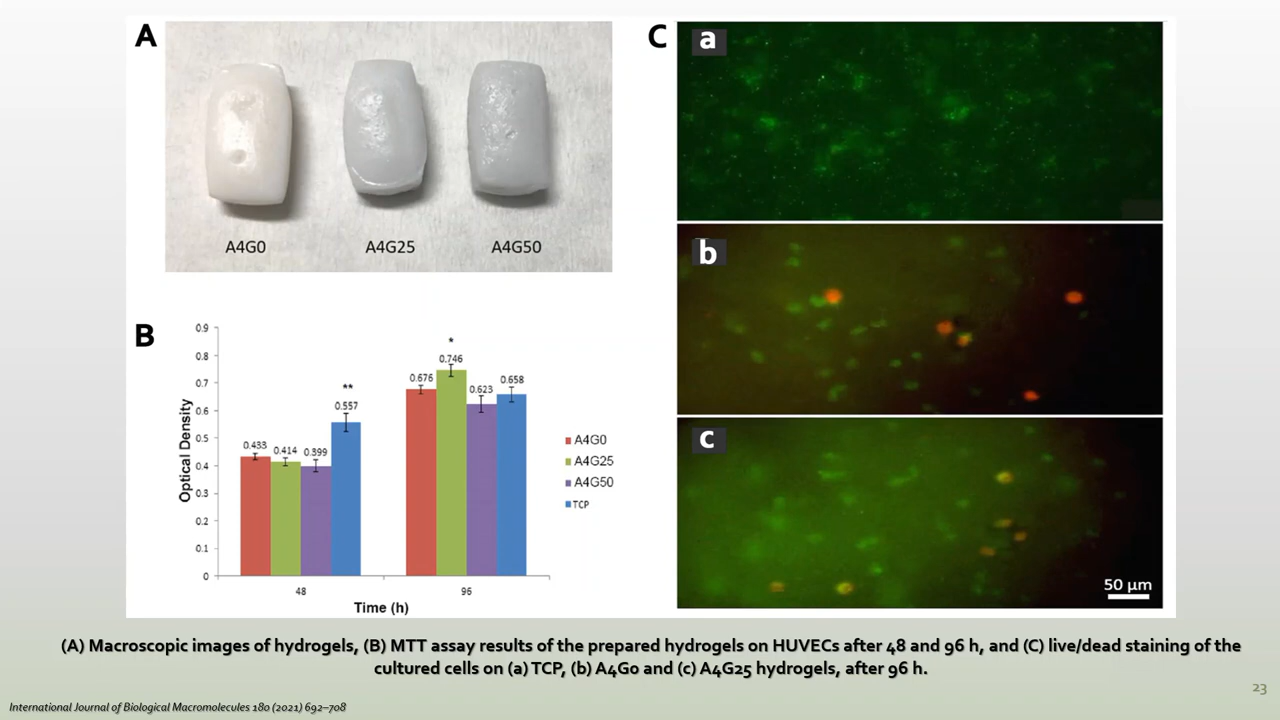 A
A4G0
A4G25
A4G50
B
Optical Density
0.9
0.8
0.7
0.6
0.5
0.4
0.3
0.2
0.1
0
0.433
0.414
0.399
0.557
**
0.676
0.746
*
0.623
0.658
48
96
Time (h)
A4G0
A4G25
A4G50
TCP
C
a
b
c
50 µm
(A) Macroscopic images of hydrogels, (B) MTT assay results of the prepared hydrogels on HUVECs after 48 and 96 h, and (C) live/dead staining of the
cultured cells on (a) TCP, (b) A4G0 and (c) A4G25 hydrogels, after 96 h.
23
International Journal of Biological Macromolecules 180 (2021) 692–708